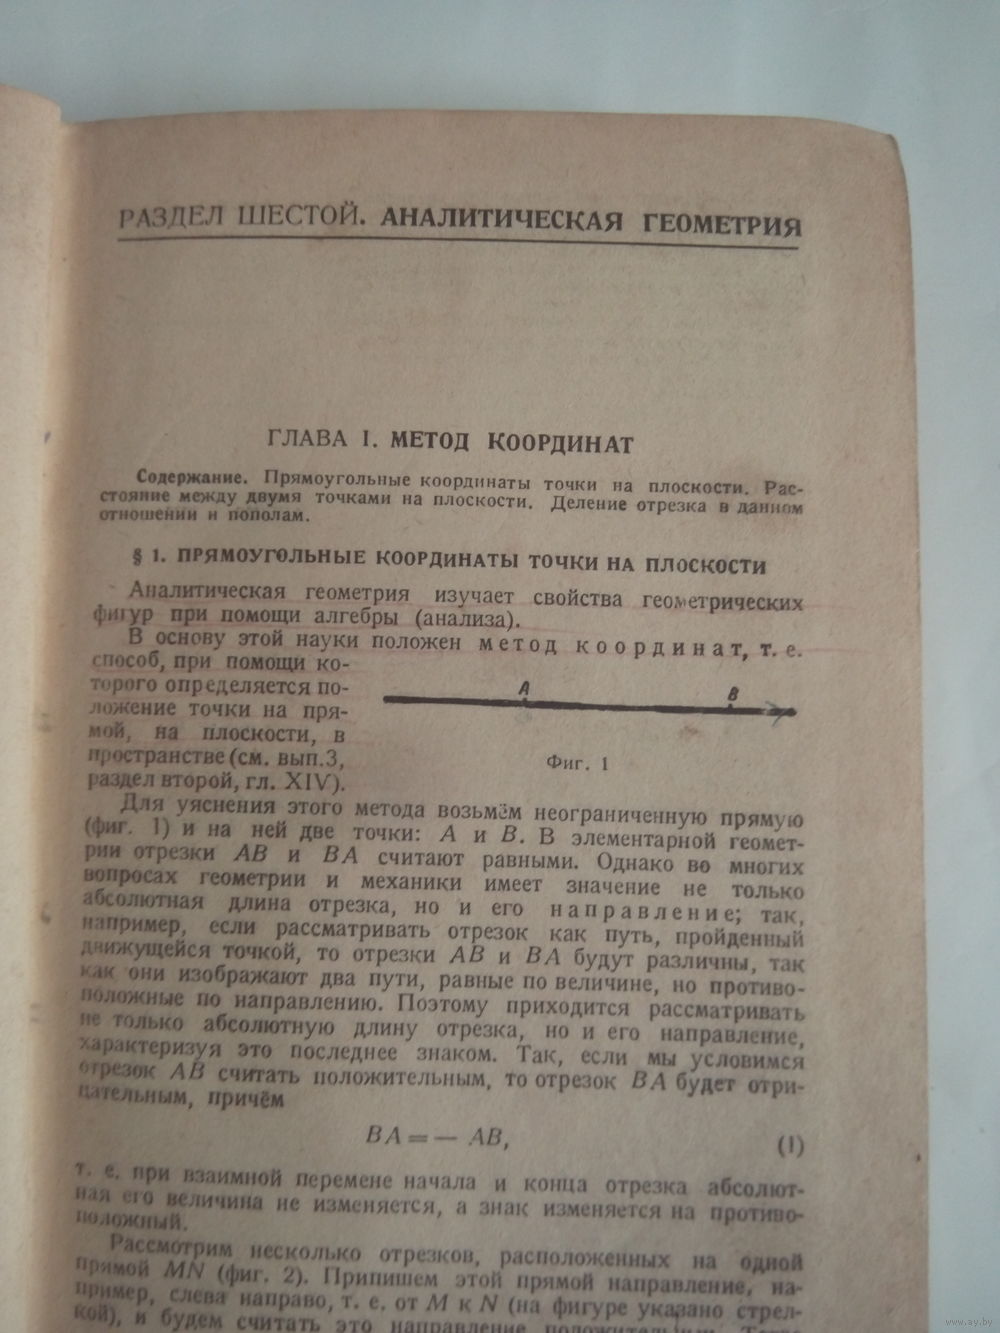 РАЗДЕЛ ШЕСТОЙ. АНАЛИТИЧЕСКАЯ ГЕОМЕТРИЯ
ГЛАВА I. МЕТОД КООРДИНАТ
Содержание. Прямоугольные координаты точки на плоскости. Рас-
стояние между двумя точками на плоскости. Деление отрезка в данном
отношении и пополам.
§ 1. ПРЯМОУГОЛЬНЫЕ КООРДИНАТЫ ТОЧКИ НА ПЛОСКОСТИ
Аналитическая геометрия изучает свойства геометрических
фигур при помощи алгебры (анализа).
В основу этой науки положен метод координат, т. е.
способ, при помощи ко-
торого определяется по-
ложение точки на пря-
мой, на плоскости, в
пространстве (см. вып.3,
раздел второй, гл. XIV).
A B
Фиг. 1
Для уяснения этого метода возьмём неограниченную прямую
(фиг. 1) и на ней две точки: A и B. В элементарной геомет-
рии отрезки AB и BA считают равными. Однако во многих
вопросах геометрии и механики имеет значение не только
абсолютная длина отрезка, но и его направление; так,
например, если рассматривать отрезок как путь, пройденный
движущейся точкой, то отрезки AB и BA будут различны, так
как они изображают два пути, равные по величине, но противо-
положные по направлению. Поэтому приходится рассматривать
не только абсолютную длину отрезка, но и его направление,
характеризуя это последнее знаком. Так, если мы условимся
отрезок AB считать положительным, то отрезок BA будет отри-
цательным, причём
BA = — AB, (1)
т. е. при взаимной перемене начала и конца отрезка абсолют-
ная его величина не изменяется, а знак изменяется на противо-
положный.
Рассмотрим несколько отрезков, расположенных на одной
прямой MN (фиг. 2). Припишем этой прямой направление, на-
пример, слева направо, т. е. от M к N (на фигуре указано стрел-
кой), и будем считать это направление положительным.
www.ay.by